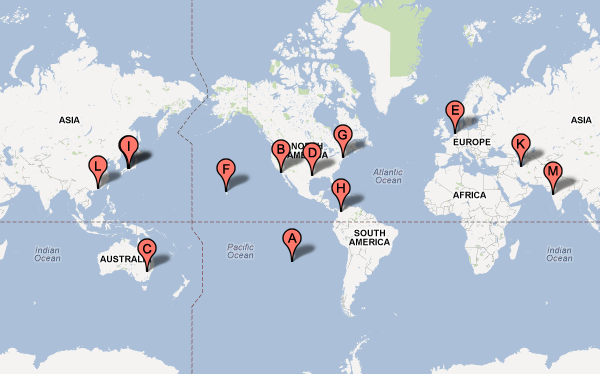 E
G
I
B
ASIA
NORTH
AMERICA
EUROPE
ASIA
K
L
F
D
M
Atlantic
Ocean
H
AFRICA
C
A
SOUTH
AMERICA
Indian
Ocean
AUSTRALIA
Pacific
Ocean
Indian
Ocean